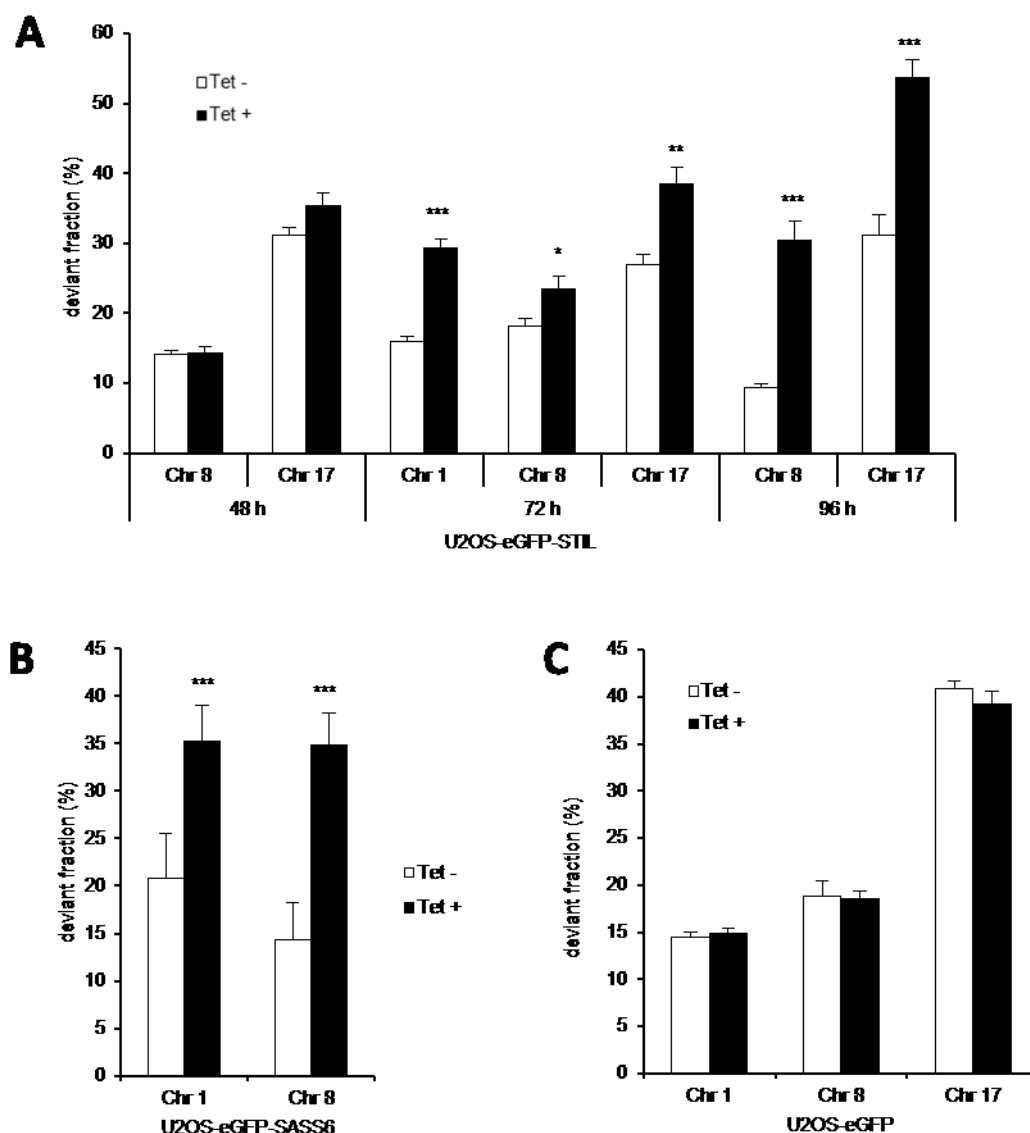 A
60
50
40
30
20
10
0
deviant fraction (%)
Tet -
Tet +
***
*
**
***
***
Chr 8 Chr 17 Chr 1 Chr 8 Chr 17 Chr 8 Chr 17
48 h 72 h 96 h
U2OS-eGFP-STIL
B
45
40
35
30
25
20
15
10
5
0
deviant fraction (%)
*** ***
Tet -
Tet +
Chr 1 Chr 8
U2OS-eGFP-SASS6
C
45
40
35
30
25
20
15
10
5
0
deviant fraction (%)
Tet -
Tet +
Chr 1 Chr 8 Chr 17
U2OS-eGFP